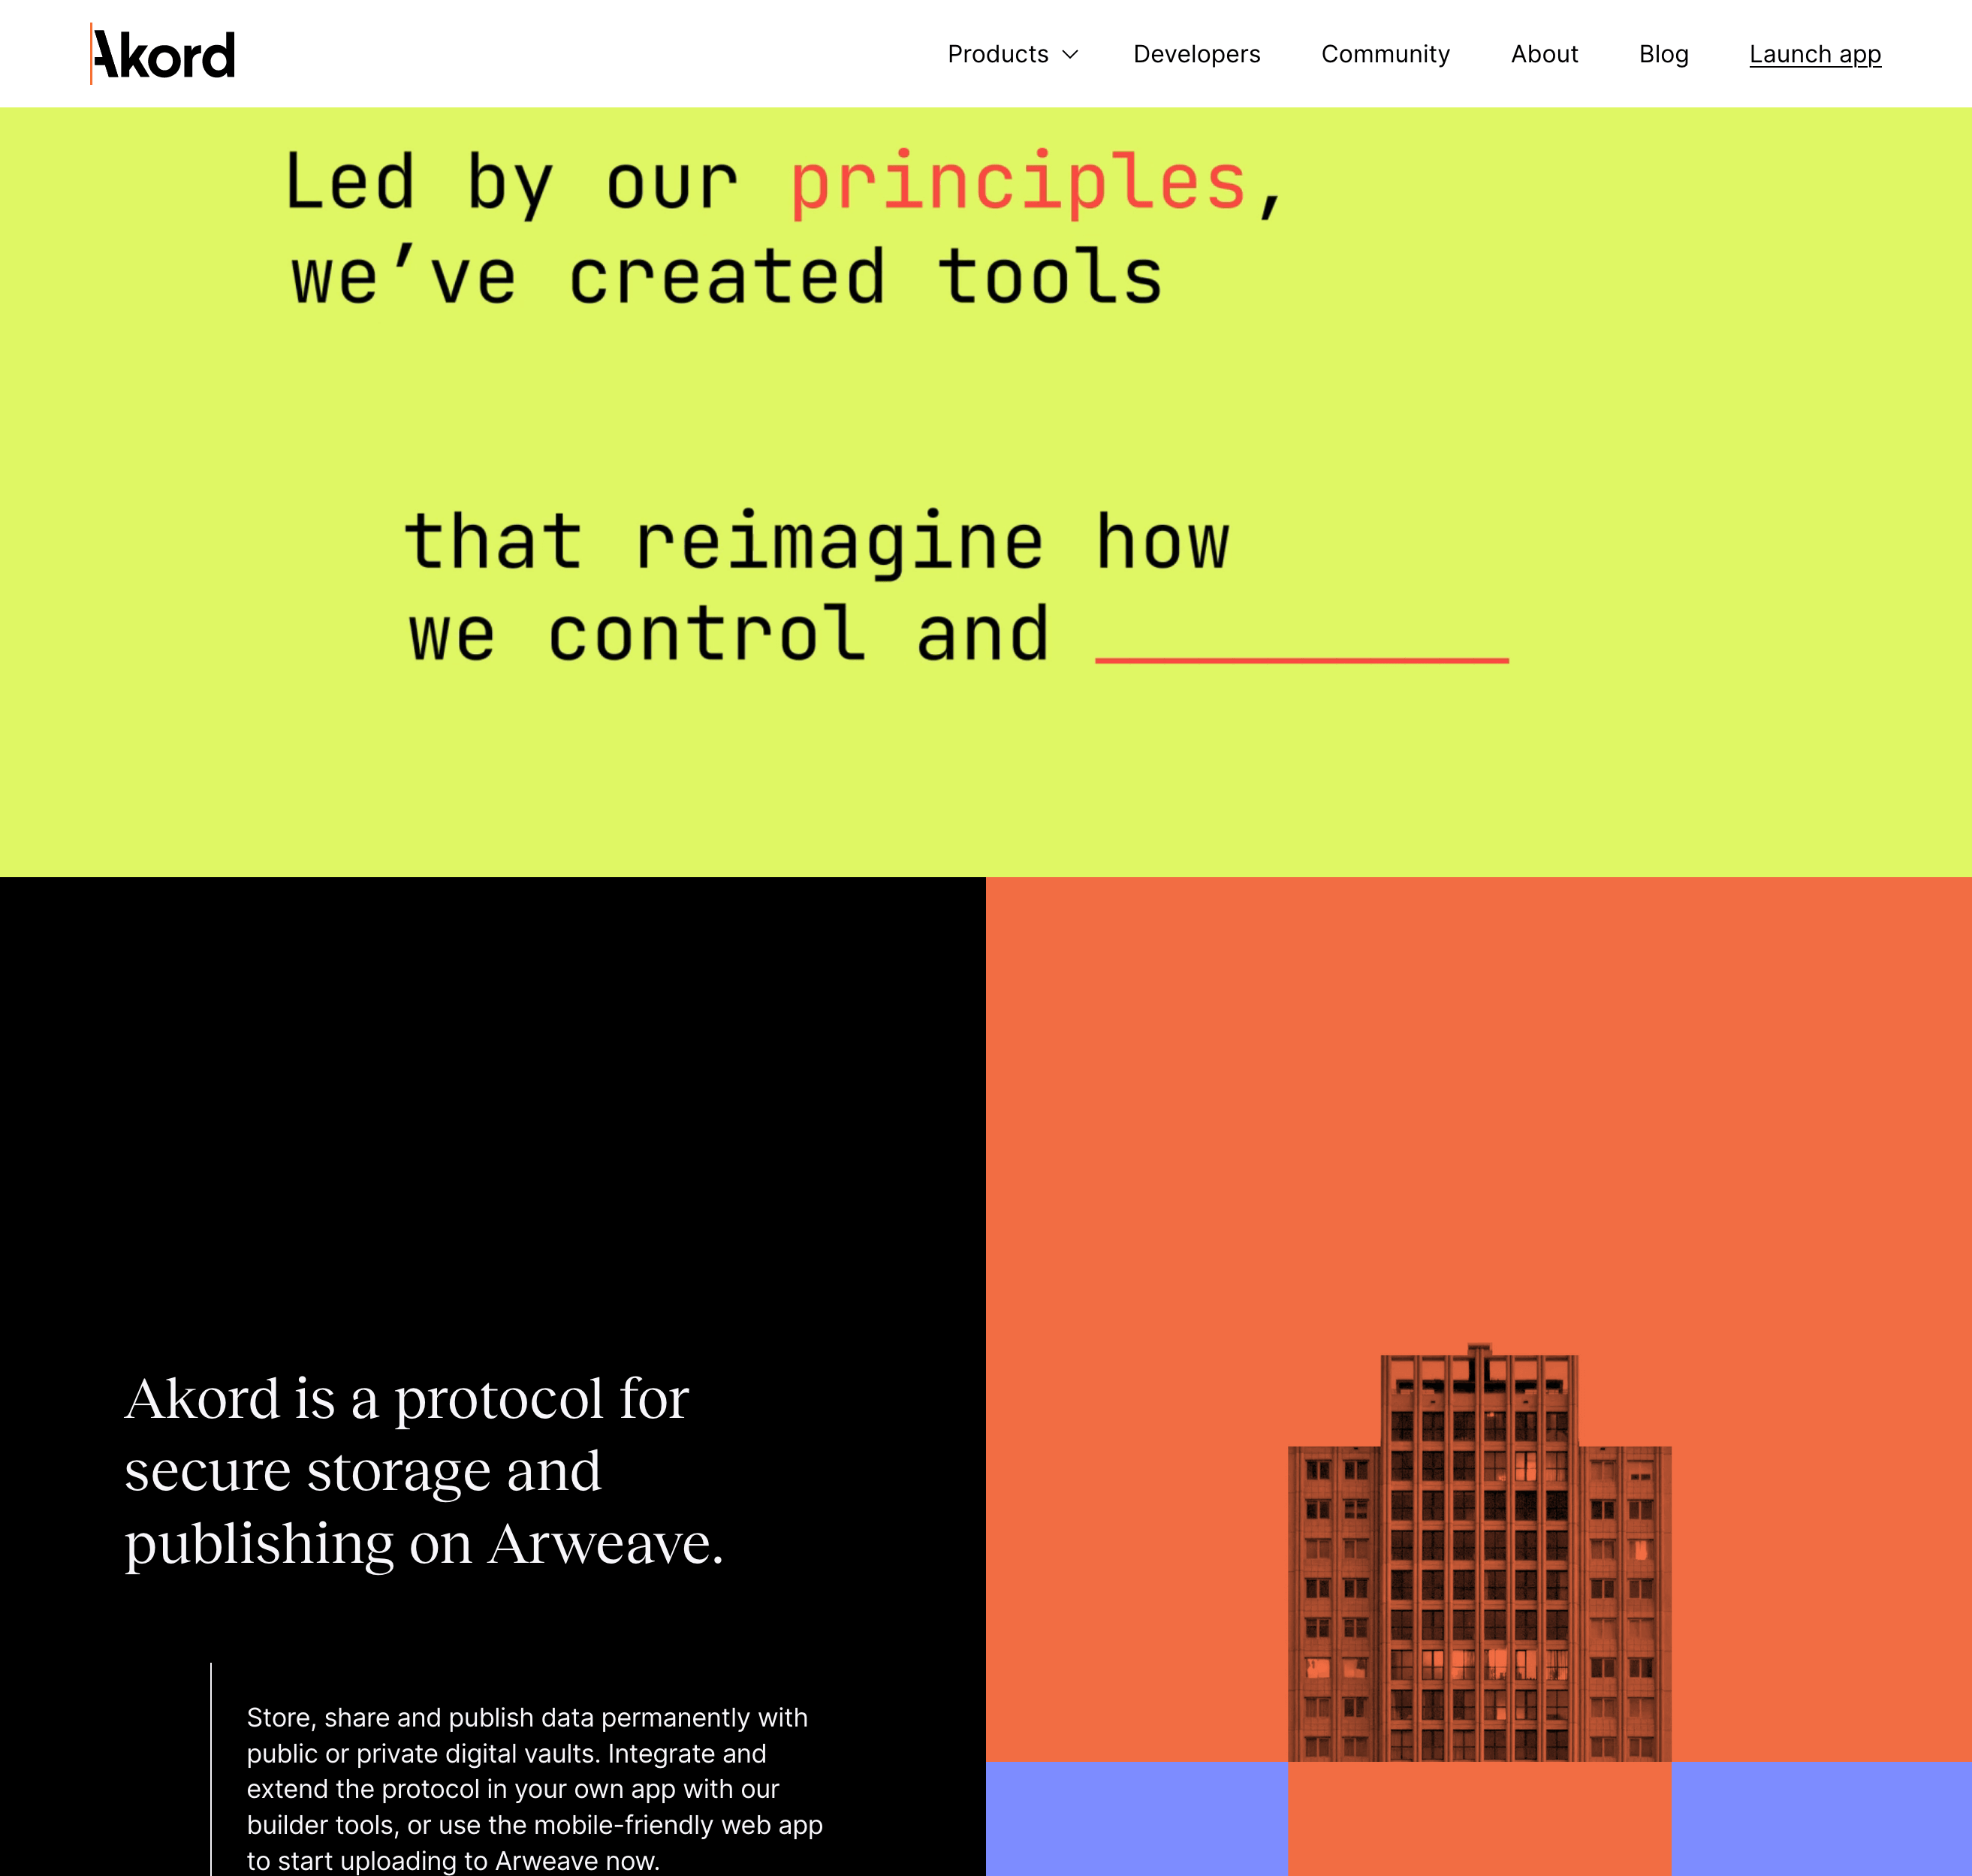 Akord
Products
Developers
Community
About
Blog
Launch app
Led by our principles,
we’ve created tools
that reimagine how
we control and
Akord is a protocol for
secure storage and
publishing on Arweave.
Store, share and publish data permanently with
public or private digital vaults. Integrate and
extend the protocol in your own app with our
builder tools, or use the mobile-friendly web app
to start uploading to Arweave now.